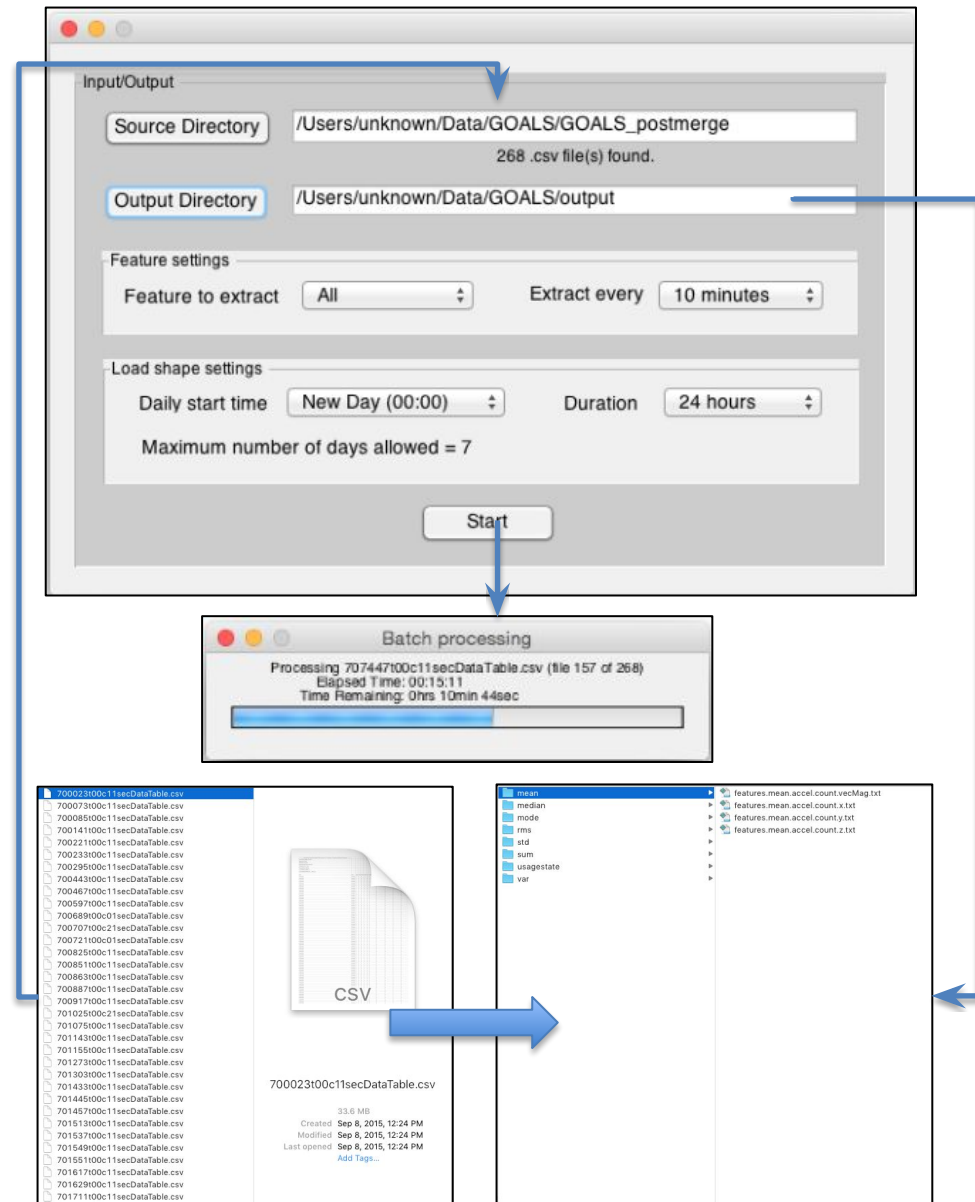 Input/Output
Source Directory
/Users/unknown/Data/GOALS/GOALS_postmerge
268 .csv file(s) found.
Output Directory
/Users/unknown/Data/GOALS/output
Feature settings
Feature to extract All Extract every 10 minutes
Load shape settings
Daily start time New Day (00:00) Duration 24 hours
Maximum number of days allowed = 7
Start
Batch processing
Processing 707447t00c11secDataTable.csv (file 157 of 268)
Elapsed Time: 00:15:11
Time Remaining: 0hrs 10min 44sec
700023t00c11secDataTable.csv
700073t00c11secDataTable.csv
700085t00c11secDataTable.csv
700141t00c11secDataTable.csv
700221t00c11secDataTable.csv
700233t00c11secDataTable.csv
700295t00c11secDataTable.csv
700443t00c11secDataTable.csv
700467t00c11secDataTable.csv
700597t00c11secDataTable.csv
700689t00c01secDataTable.csv
700707t00c21secDataTable.csv
700721t00c01secDataTable.csv
700825t00c11secDataTable.csv
700851t00c11secDataTable.csv
700863t00c11secDataTable.csv
700887t00c11secDataTable.csv
700917t00c11secDataTable.csv
701025t00c21secDataTable.csv
701075t00c11secDataTable.csv
701143t00c11secDataTable.csv
701155t00c11secDataTable.csv
701273t00c11secDataTable.csv
701303t00c11secDataTable.csv
701433t00c11secDataTable.csv
701445t00c11secDataTable.csv
701457t00c11secDataTable.csv
701513t00c11secDataTable.csv
701537t00c11secDataTable.csv
701549t00c11secDataTable.csv
701551t00c11secDataTable.csv
701617t00c11secDataTable.csv
701629t00c11secDataTable.csv
701711t00c11secDataTable.csv
CSV
700023t00c11secDataTable.csv
33.6 MB
Created Sep 8, 2015, 12:24 PM
Modified Sep 8, 2015, 12:24 PM
Last opened Sep 8, 2015, 12:24 PM
Add Tags...
mean
median
mode
rms
std
sum
usagestate
var
features.mean.accel.count.vecMag.txt
features.mean.accel.count.x.txt
features.mean.accel.count.y.txt
features.mean.accel.count.z.txt